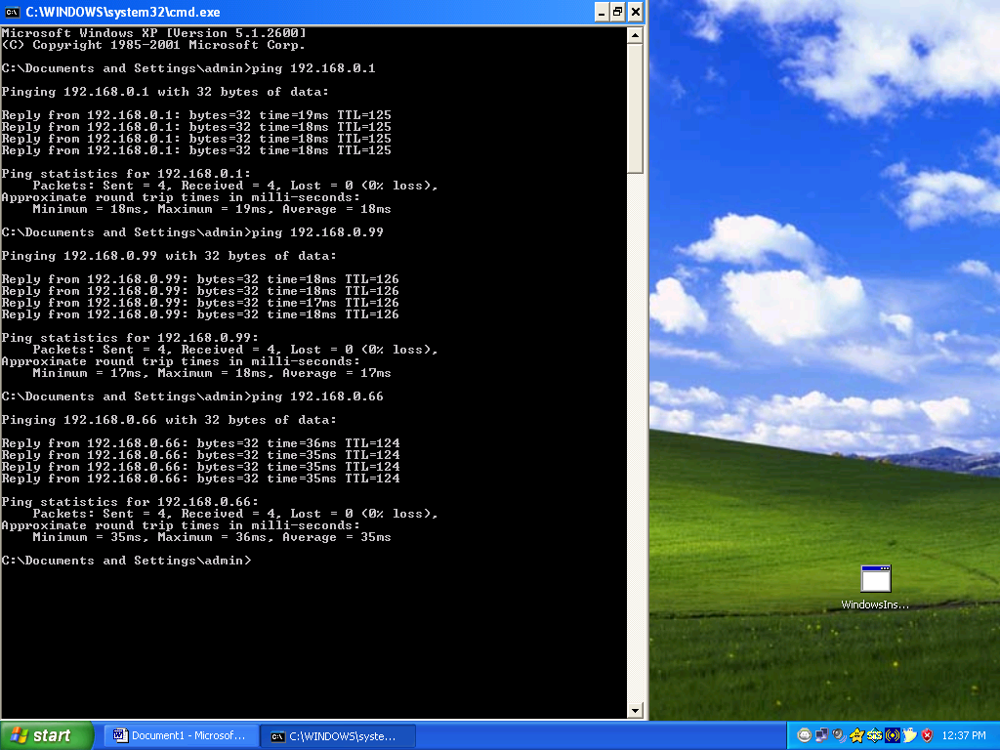 C:\WINDOWS\system32\cmd.exe
Microsoft Windows XP [Version 5.1.2600]
(C) Copyright 1985-2001 Microsoft Corp.
C:\Documents and Settings\admin>ping 192.168.0.1
Pinging 192.168.0.1 with 32 bytes of data:
Reply from 192.168.0.1: bytes=32 time=19ms TTL=125
Reply from 192.168.0.1: bytes=32 time=18ms TTL=125
Reply from 192.168.0.1: bytes=32 time=18ms TTL=125
Reply from 192.168.0.1: bytes=32 time=18ms TTL=125
Ping statistics for 192.168.0.1:
Packets: Sent = 4, Received = 4, Lost = 0 (0% loss),
Approximate round trip times in milli-seconds:
Minimum = 18ms, Maximum = 19ms, Average = 18ms
C:\Documents and Settings\admin>ping 192.168.0.99
Pinging 192.168.0.99 with 32 bytes of data:
Reply from 192.168.0.99: bytes=32 time=18ms TTL=126
Reply from 192.168.0.99: bytes=32 time=18ms TTL=126
Reply from 192.168.0.99: bytes=32 time=17ms TTL=126
Reply from 192.168.0.99: bytes=32 time=18ms TTL=126
Ping statistics for 192.168.0.99:
Packets: Sent = 4, Received = 4, Lost = 0 (0% loss),
Approximate round trip times in milli-seconds:
Minimum = 17ms, Maximum = 18ms, Average = 17ms
C:\Documents and Settings\admin>ping 192.168.0.66
Pinging 192.168.0.66 with 32 bytes of data:
Reply from 192.168.0.66: bytes=32 time=36ms TTL=124
Reply from 192.168.0.66: bytes=32 time=35ms TTL=124
Reply from 192.168.0.66: bytes=32 time=35ms TTL=124
Reply from 192.168.0.66: bytes=32 time=35ms TTL=124
Ping statistics for 192.168.0.66:
Packets: Sent = 4, Received = 4, Lost = 0 (0% loss),
Approximate round trip times in milli-seconds:
Minimum = 35ms, Maximum = 36ms, Average = 35ms
C:\Documents and Settings\admin>
WindowsIns...
start
Document1 - Microsof...
C:\WINDOWS\syste...
12:37 PM